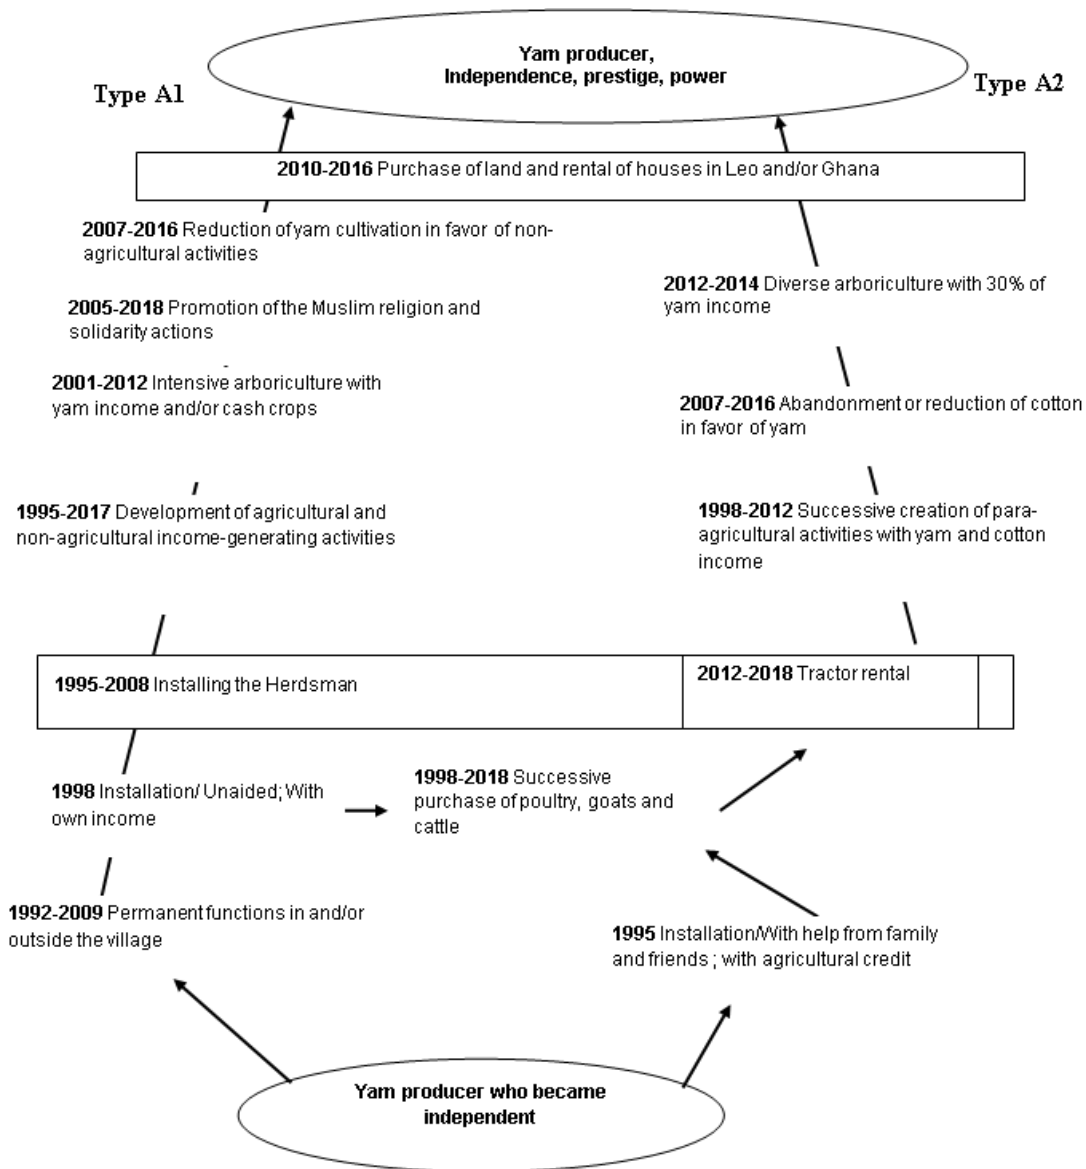 Yam producer,
Independence, prestige, power
Type A1
Type A2
2010-2016 Purchase of land and rental of houses in Leo and/or Ghana
2007-2016 Reduction of yam cultivation in favor of non-
agricultural activities
2012-2014 Diverse arboriculture with 30% of
yam income
2005-2018 Promotion of the Muslim religion and
solidarity actions
2001-2012 Intensive arboriculture with
yam income and/or cash crops
2007-2016 Abandonment or reduction of cotton
in favor of yam
1995-2017 Development of agricultural and
non-agricultural income-generating activities
1998-2012 Successive creation of para-
agricultural activities with yam and cotton
income
1995-2008 Installing the Herdsman
2012-2018 Tractor rental
1998 Installation/ Unaided; With
own income
1998-2018 Successive
purchase of poultry, goats and
cattle
1992-2009 Permanent functions in and/or
outside the village
1995 Installation/With help from family
and friends ; with agricultural credit
Yam producer who became
independent